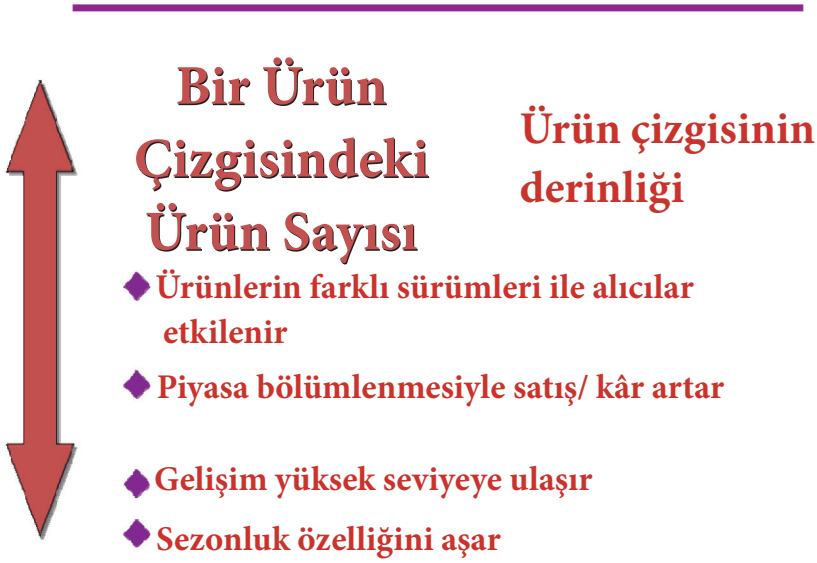 Bir Ürün
Çizgisindeki
Ürün Sayısı
Ürün çizgisinin
derinliği
Ürünlerin farklı sürümleri ile alıcılar
etkilenir
Piyasa bölümlenmesiyle satış/ kâr artar
Gelişim yüksek seviyeye ulaşır
Sezonluk özelliğini aşar